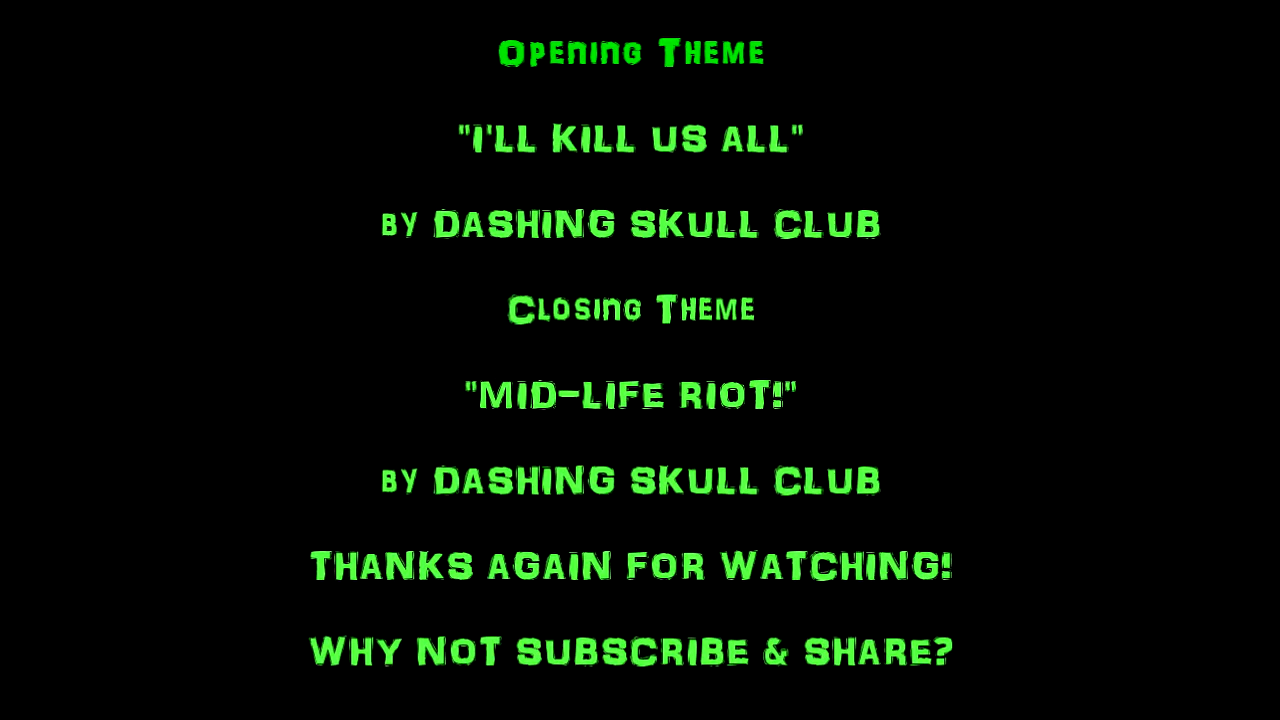 Opening Theme
"I'LL KILL US ALL"
BY DASHING SKULL CLUB
Closing Theme
"MID-LIFE RIOT!"
BY DASHING SKULL CLUB
THANKS AGAIN FOR WATCHING!
WHY NOT SUBSCRIBE & SHARE?